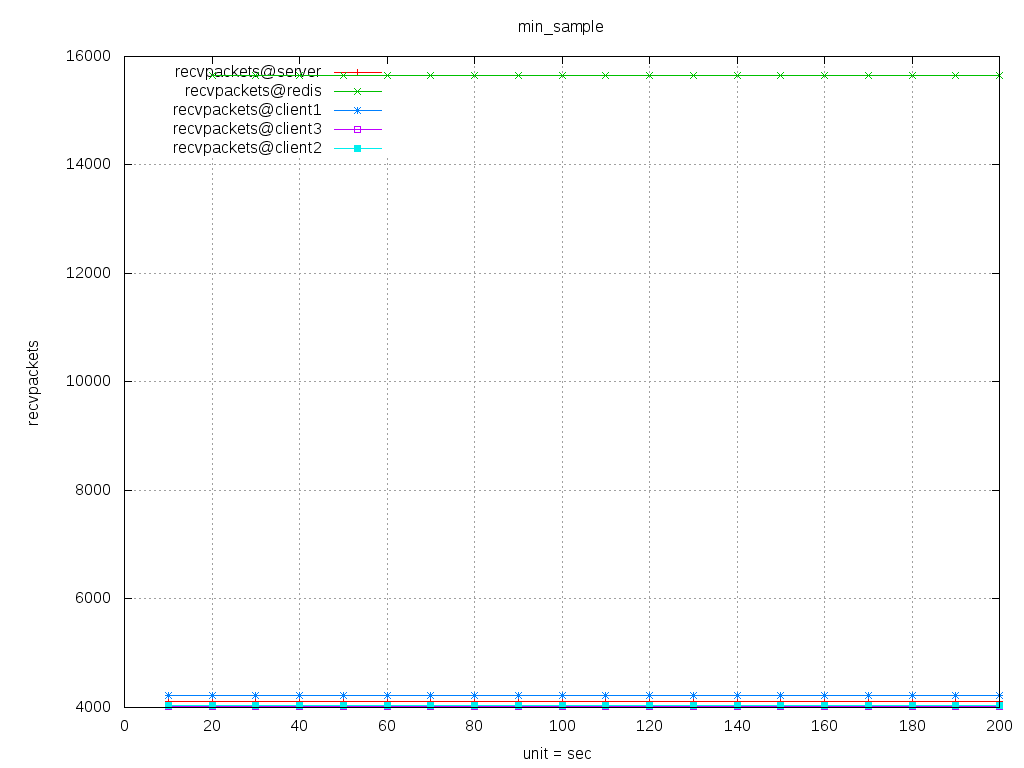 min_sample
16000
14000
12000
10000
8000
6000
4000
recvpackets
recvpackets@server
recvpackets@redis
recvpackets@client1
recvpackets@client3
recvpackets@client2
0 20 40 60 80 100 120 140 160 180 200
unit = sec